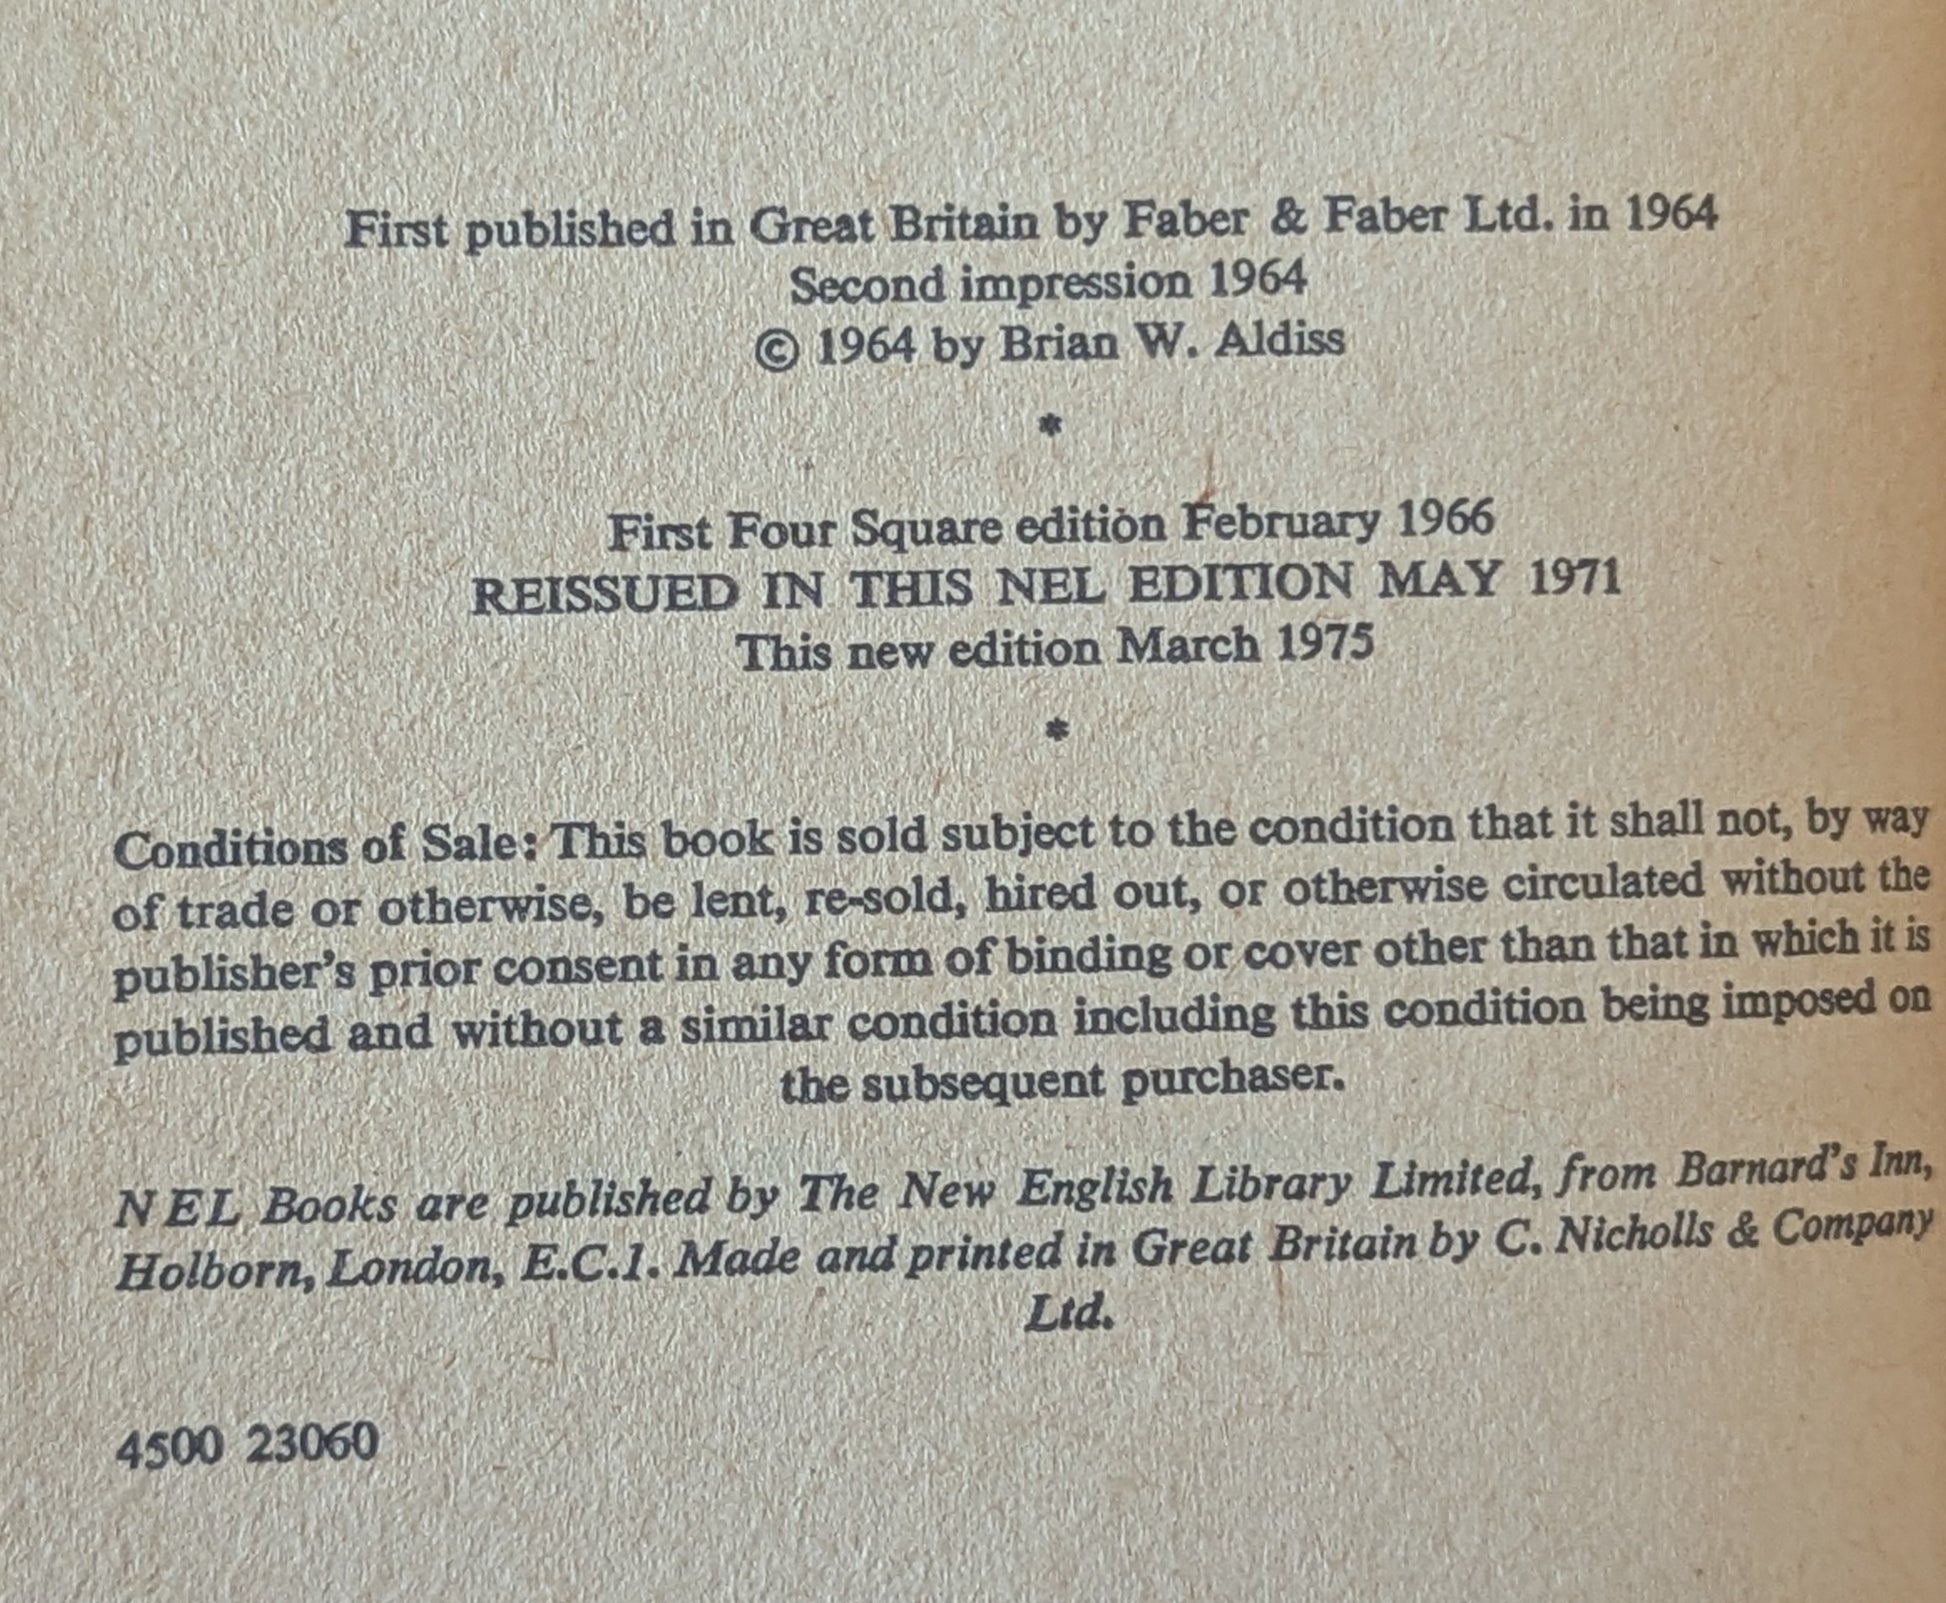 First published in Great Britain by Faber & Faber Ltd. in 1964
Second impression 1964
© 1964 by Brian W. Aldiss
*
First Four Square edition February 1966
REISSUED IN THIS NEL EDITION MAY 1971
This new edition March 1975
*
Conditions of Sale: This book is sold subject to the condition that it shall not, by way
of trade or otherwise, be lent, re-sold, hired out, or otherwise circulated without the
publisher's prior consent in any form of binding or cover other than that in which it is
published and without a similar condition including this condition being imposed on
the subsequent purchaser.
NEL Books are published by The New English Library Limited, from Barnard's Inn,
Holborn, London, E.C.1. Made and printed in Great Britain by C. Nicholls & Company
Ltd.
4500 23060